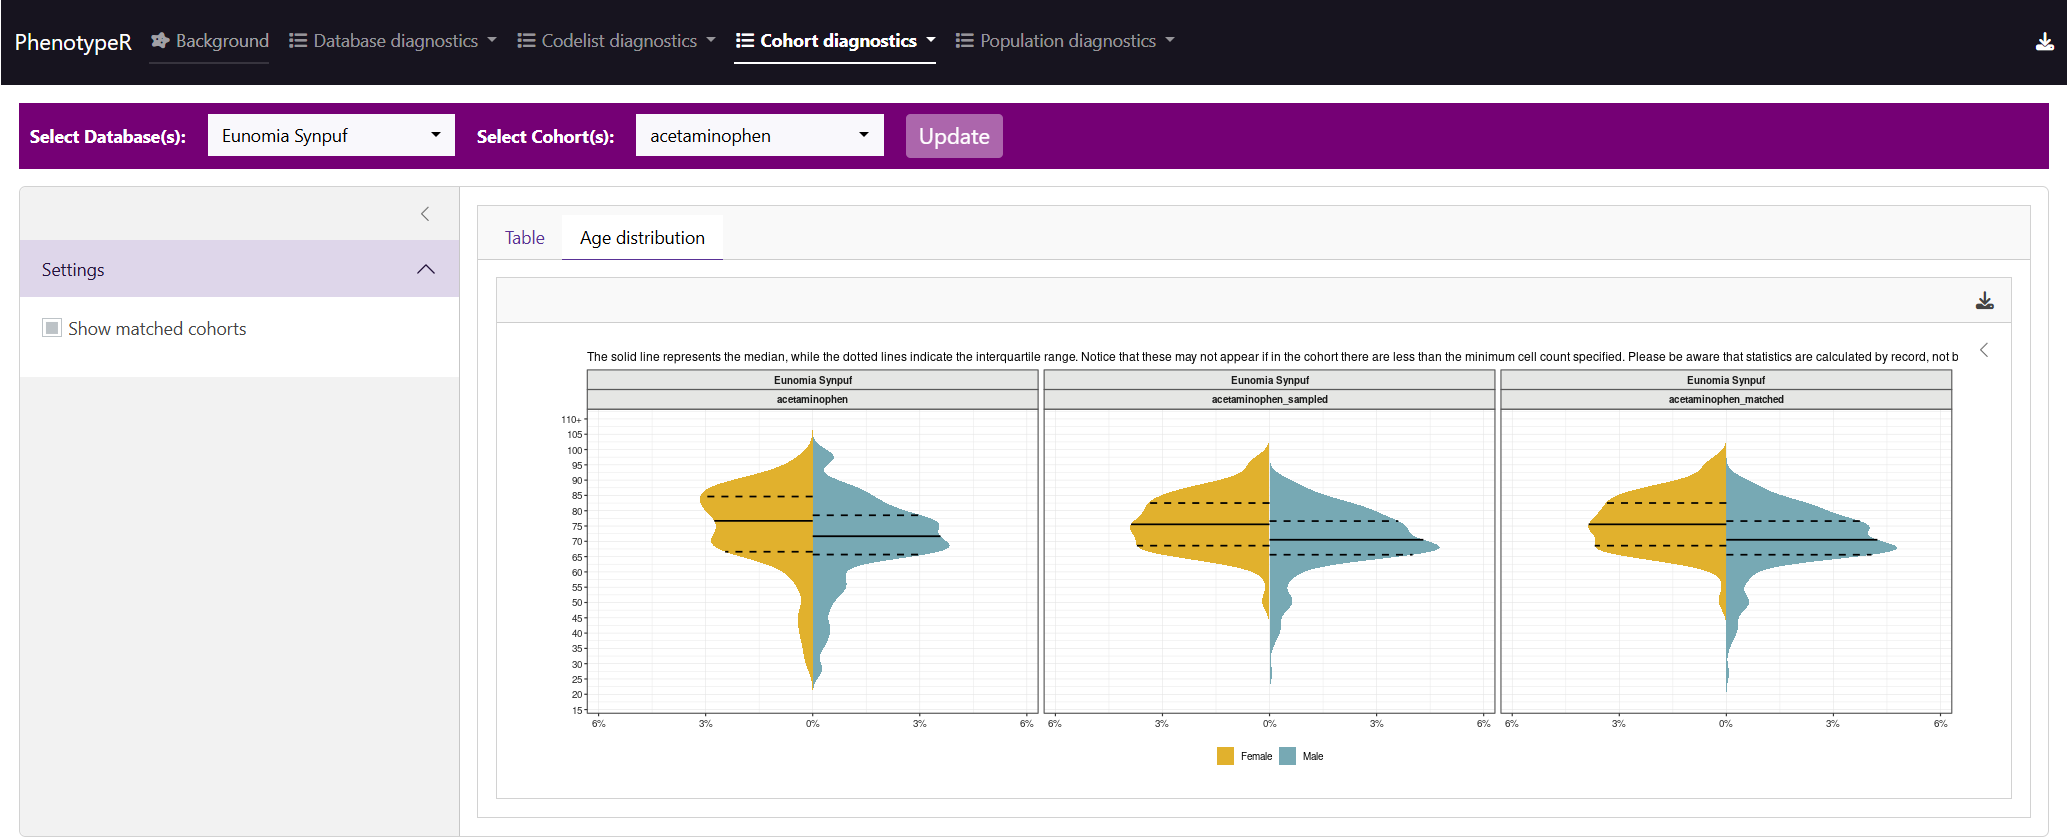 PhenotypeR Background Database diagnostics Codelist diagnostics Cohort diagnostics Population diagnostics
Select Database(s): Eunomia Synpuf Select Cohort(s): acetaminophen Update
Settings
Show matched cohorts
Table Age distribution
The solid line represents the median, while the dotted lines indicate the interquartile range. Notice that these may not appear if in the cohort there are less than the minimum cell count specified. Please be aware that statistics are calculated by record, not b
Eunomia Synpuf Eunomia Synpuf Eunomia Synpuf
acetaminophen acetaminophen_sampled acetaminophen_matched
110+
105
100
95
90
85
80
75
70
65
60
55
50
45
40
35
30
25
20
15
6% 3% 0% 3% 6% 6% 3% 0% 3% 6% 6% 3% 0% 3% 6%
Female Male